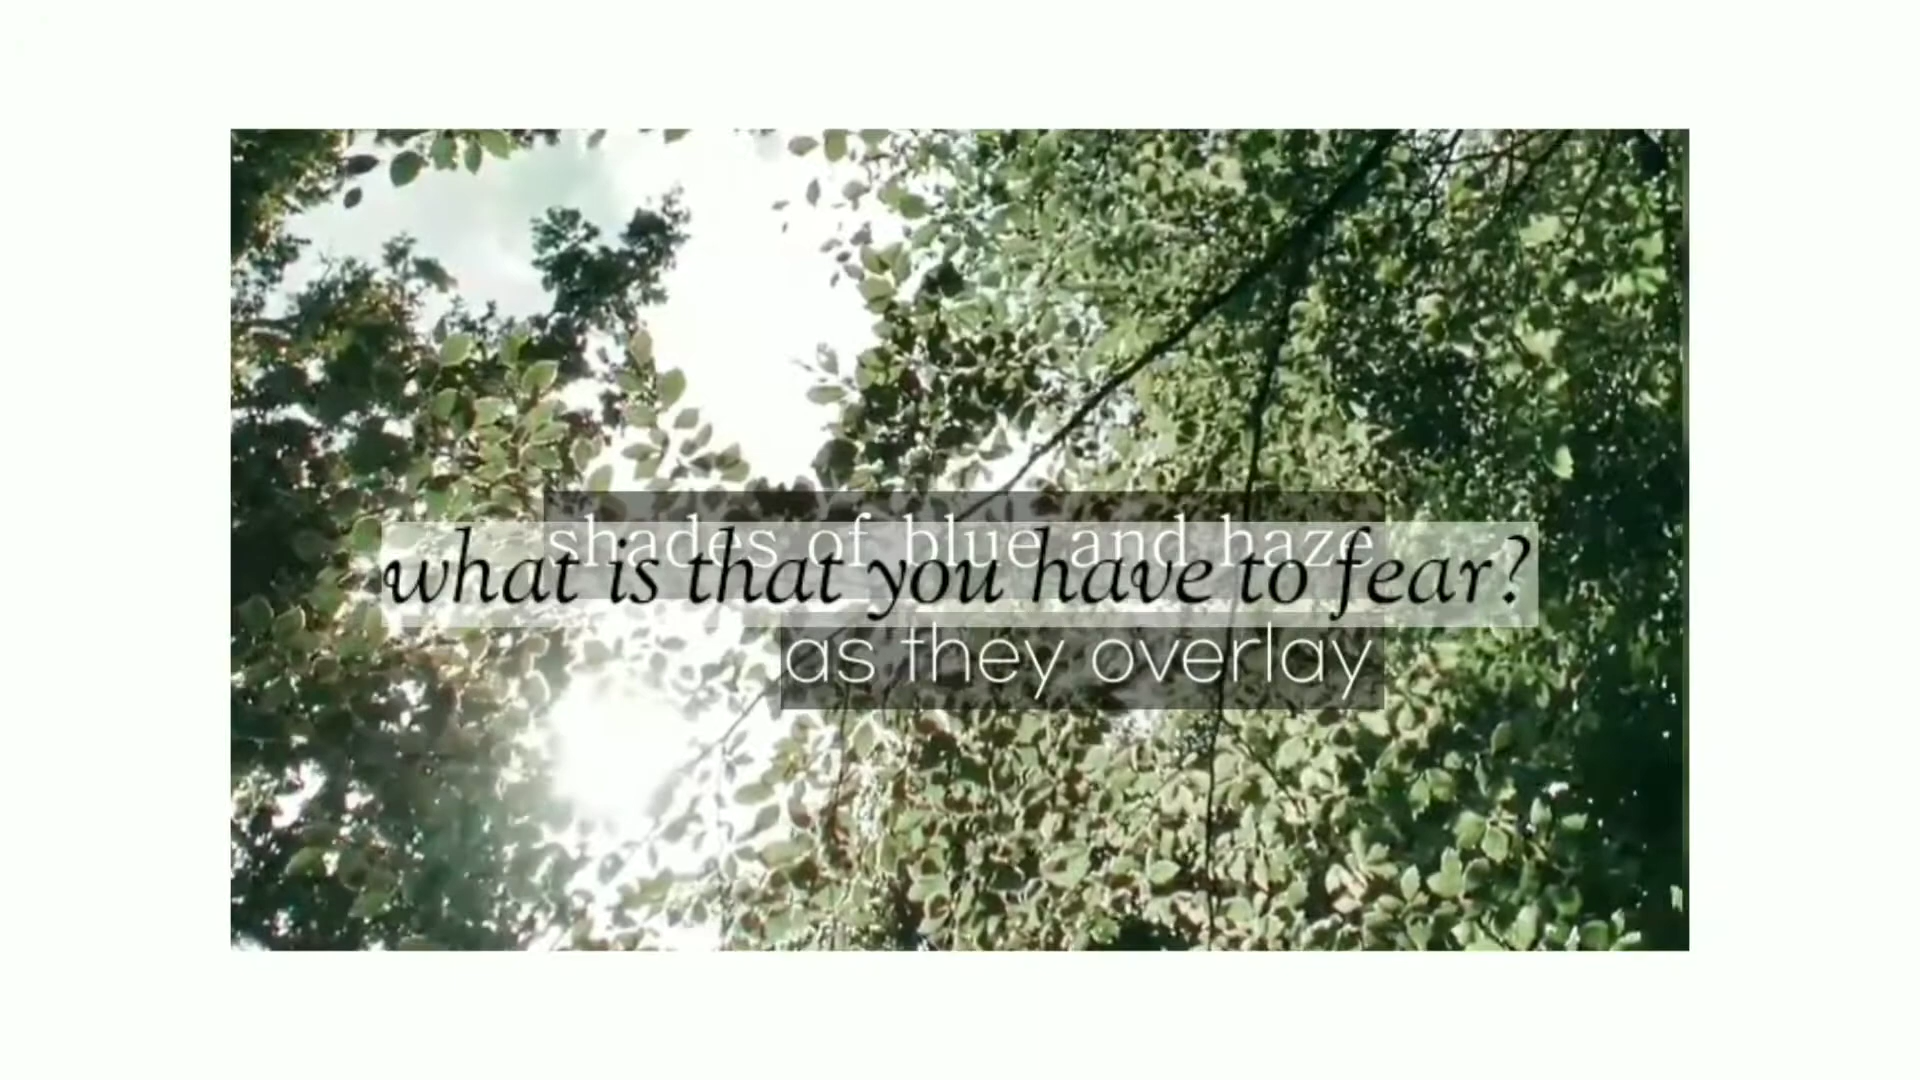 shades of blue and haze
what is that you have to fear?
as they overlay